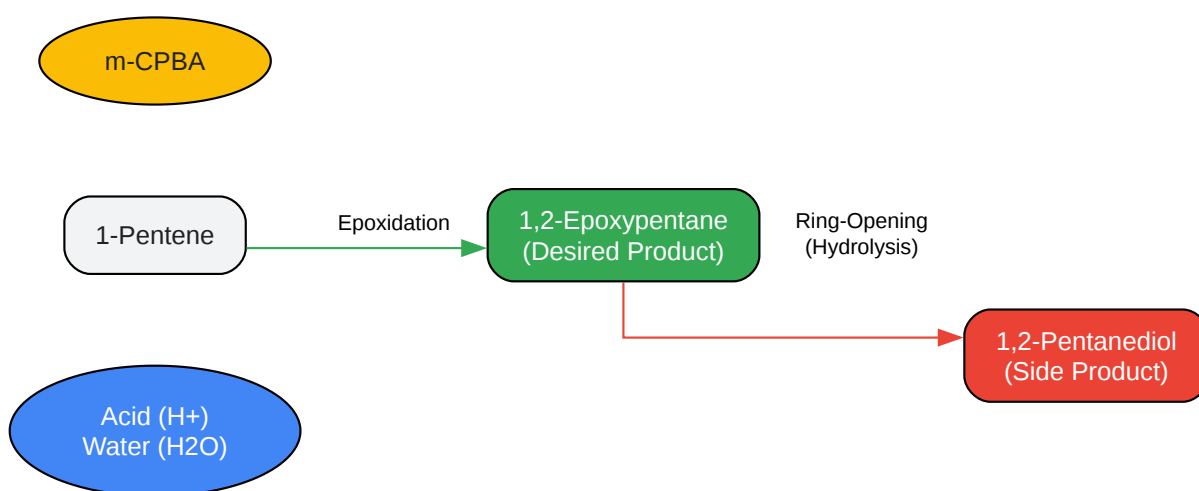 m-CPBA
1-Pentene
Epoxidation
1,2-Epoxypentane
(Desired Product)
Ring-Opening
(Hydrolysis)
1,2-Pentanediol
(Side Product)
Acid (H+)
Water (H2O)